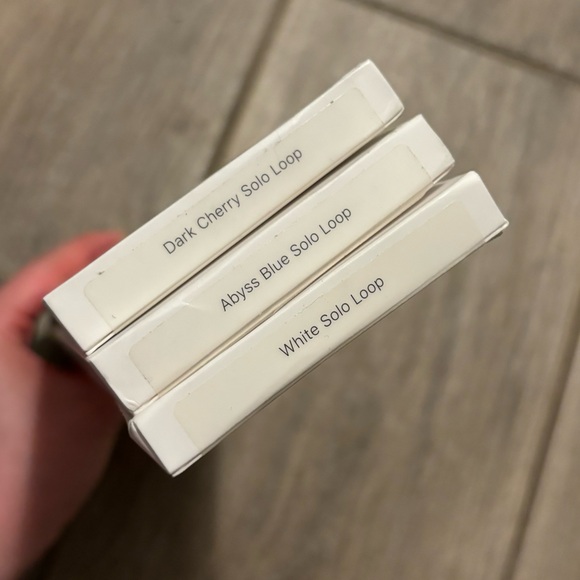 Dark Cherry Solo Loop
Abyss Blue Solo Loop
White Solo Loop